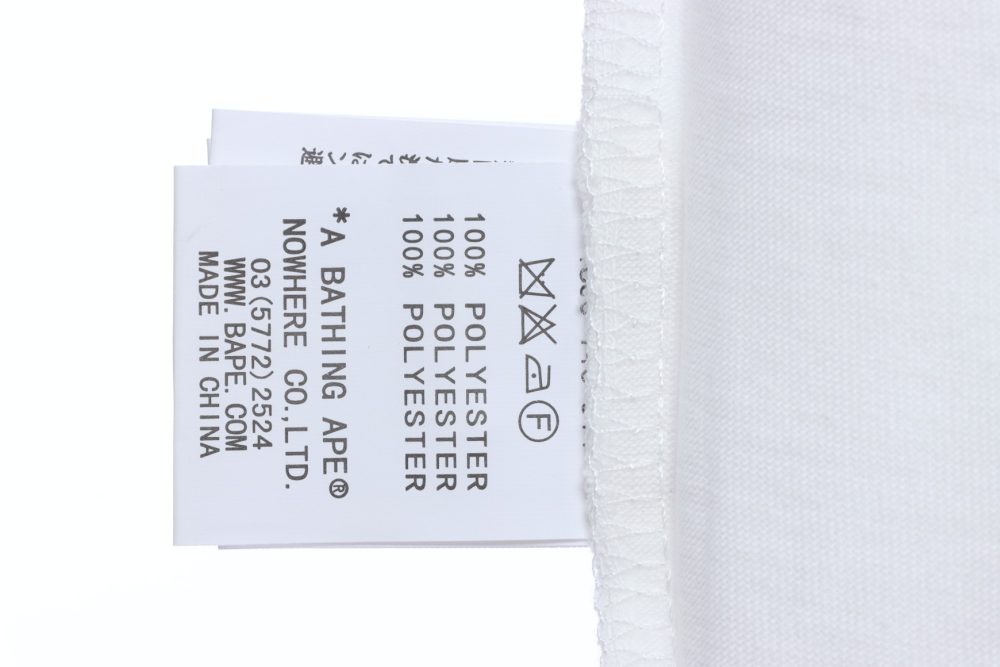 Ⓕ
100% POLYESTER
100% POLYESTER
100% POLYESTER
*A BATHING APE®
NOWHERE CO.,LTD.
03(5772)2524
WWW.BAPE.COM
MADE IN CHINA